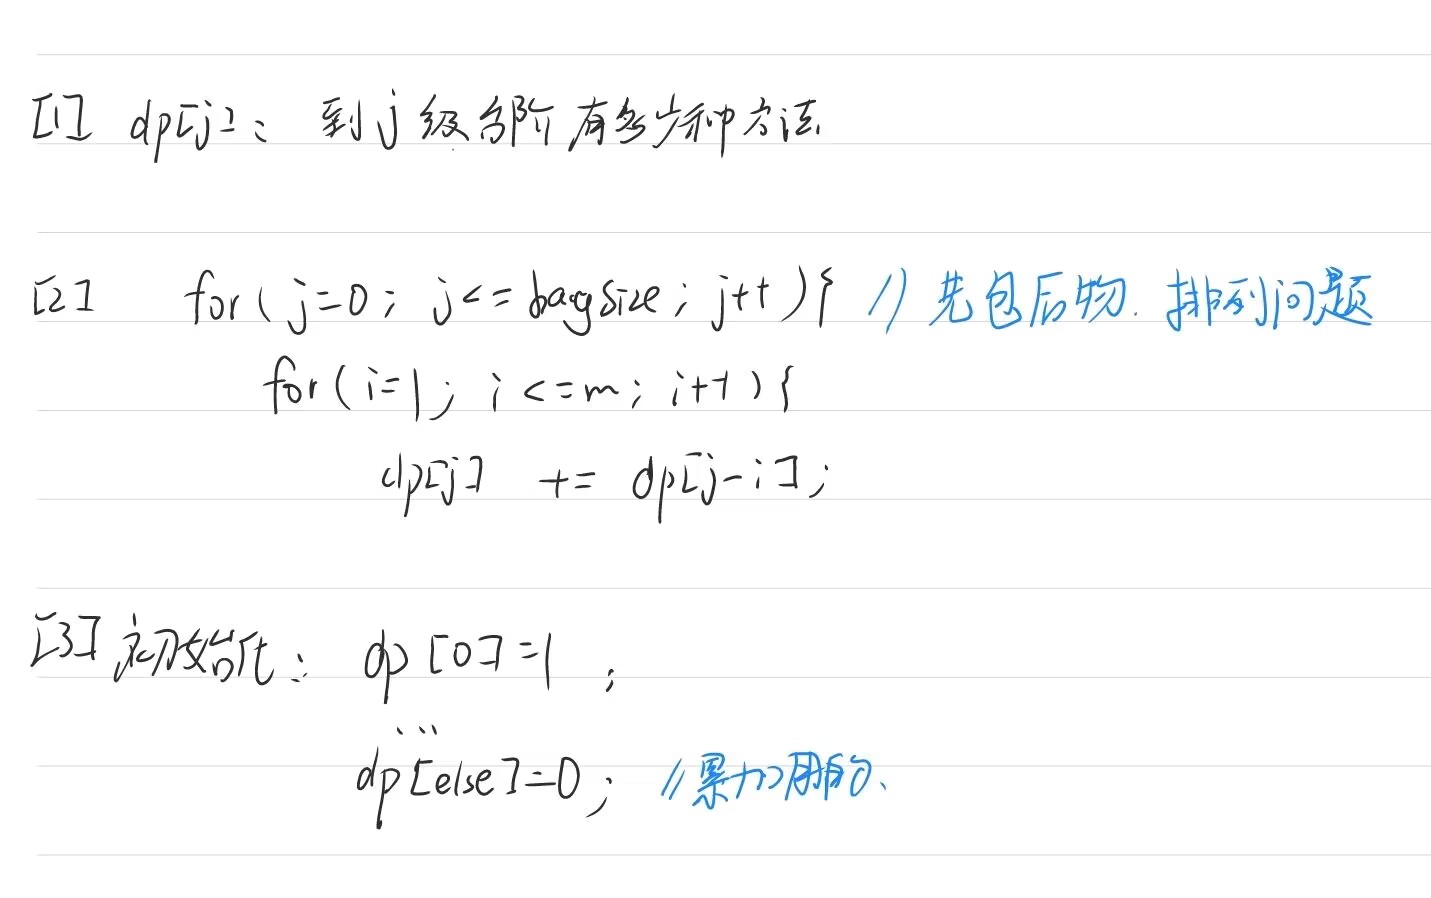 [1] dp[j]: 到j级台阶有多少种方法
[2] for(j=0; j<=bagsize; j++){ //先包后物. 排列问题
for(i=1; i<=m; i++){
dp[j] += dp[j-i];
[3] 初始化: dp[0]=1;
...
dp[else]=0; //累加用的、